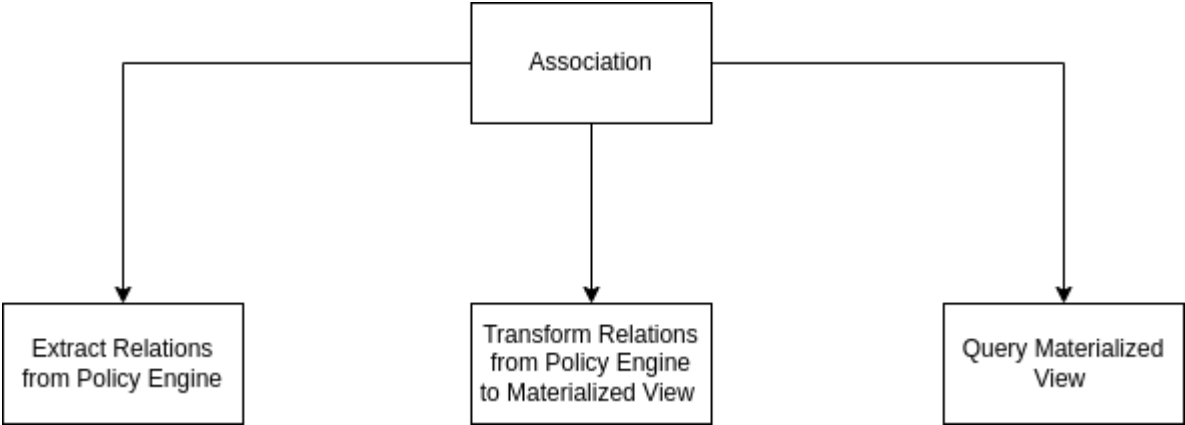 Association
Extract Relations
from Policy Engine
Transform Relations
from Policy Engine
to Materialized View
Query Materialized
View